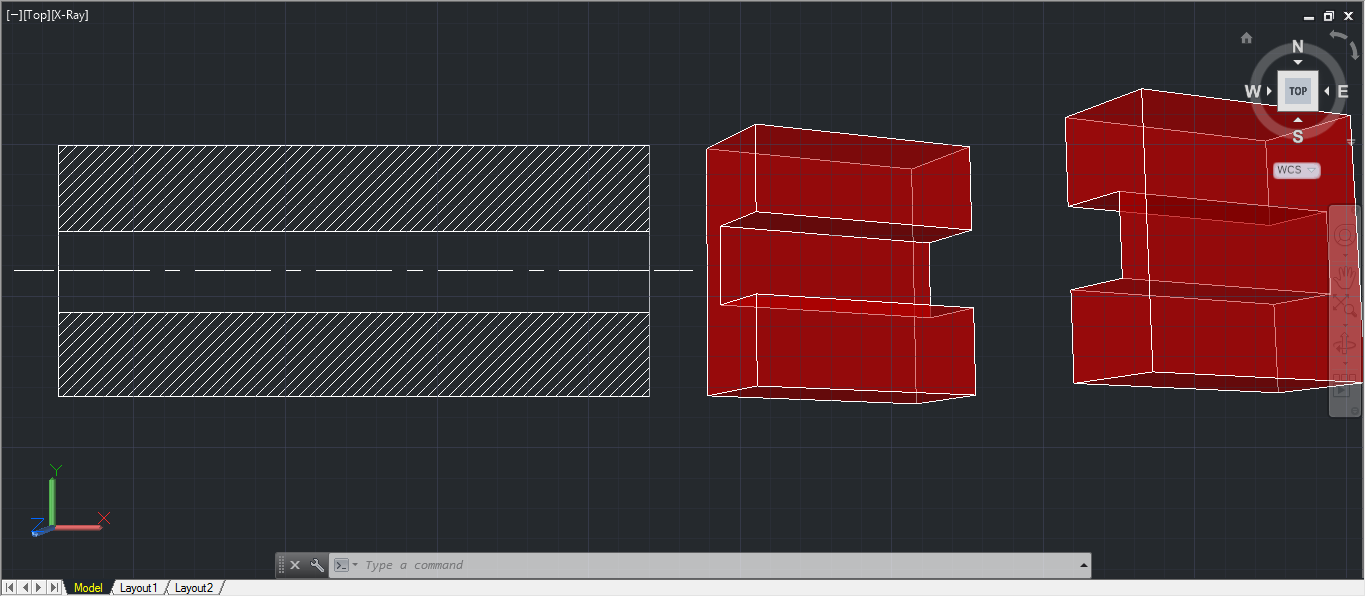 [−][Top][X-Ray]
N
W TOP E
S
WCS
Y
X
Z
Type a command
Model Layout1 Layout2